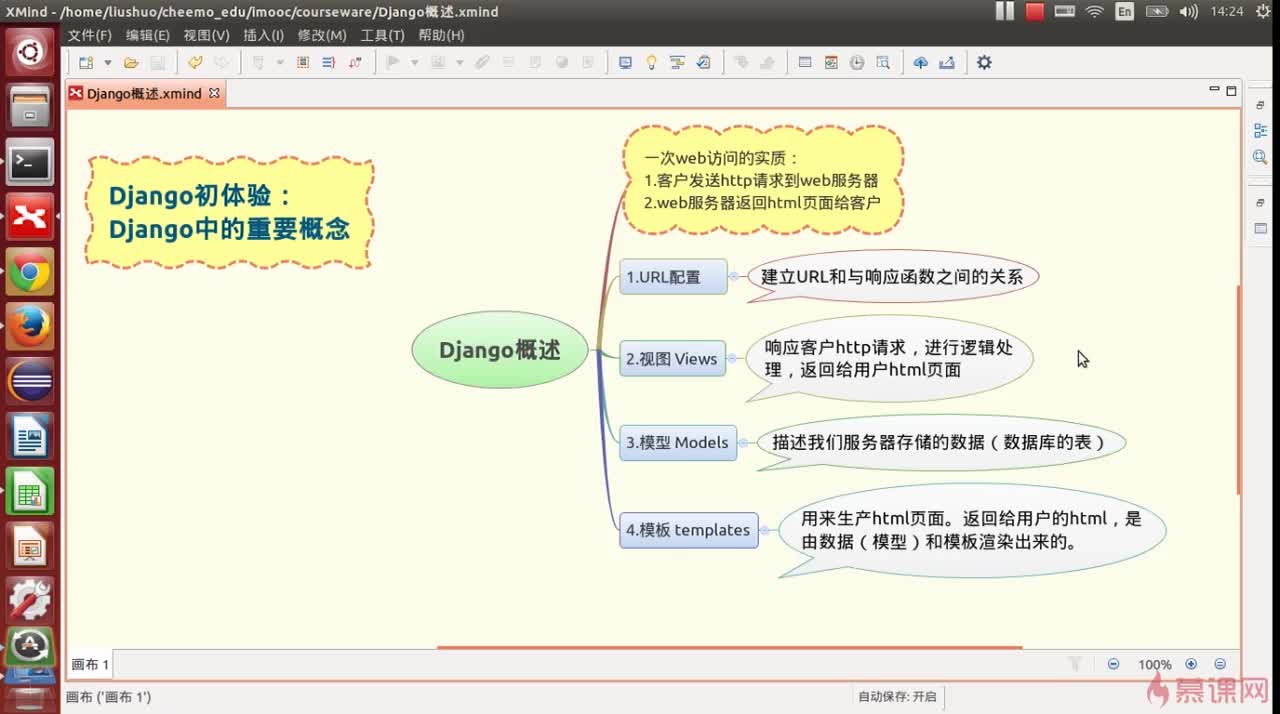 XMind - /home/liushuo/cheemo_edu/imooc/courseware/Django概述.xmind
En
14:24
文件(F) 编辑(E) 视图(V) 插入(I) 修改(M) 工具(T) 帮助(H)
Django概述.xmind
Django初体验：
Django中的重要概念
一次web访问的实质：
1.客户发送http请求到web服务器
2.web服务器返回html页面给客户
Django概述
1.URL配置
建立URL和与响应函数之间的关系
2.视图 Views
响应客户http请求，进行逻辑处
理，返回给用户html页面
3.模型 Models
描述我们服务器存储的数据（数据库的表）
4.模板 templates
用来生产html页面。返回给用户的html，是
由数据（模型）和模板渲染出来的。
画布 1
100%
画布 ('画布 1')
自动保存: 开启
慕课网